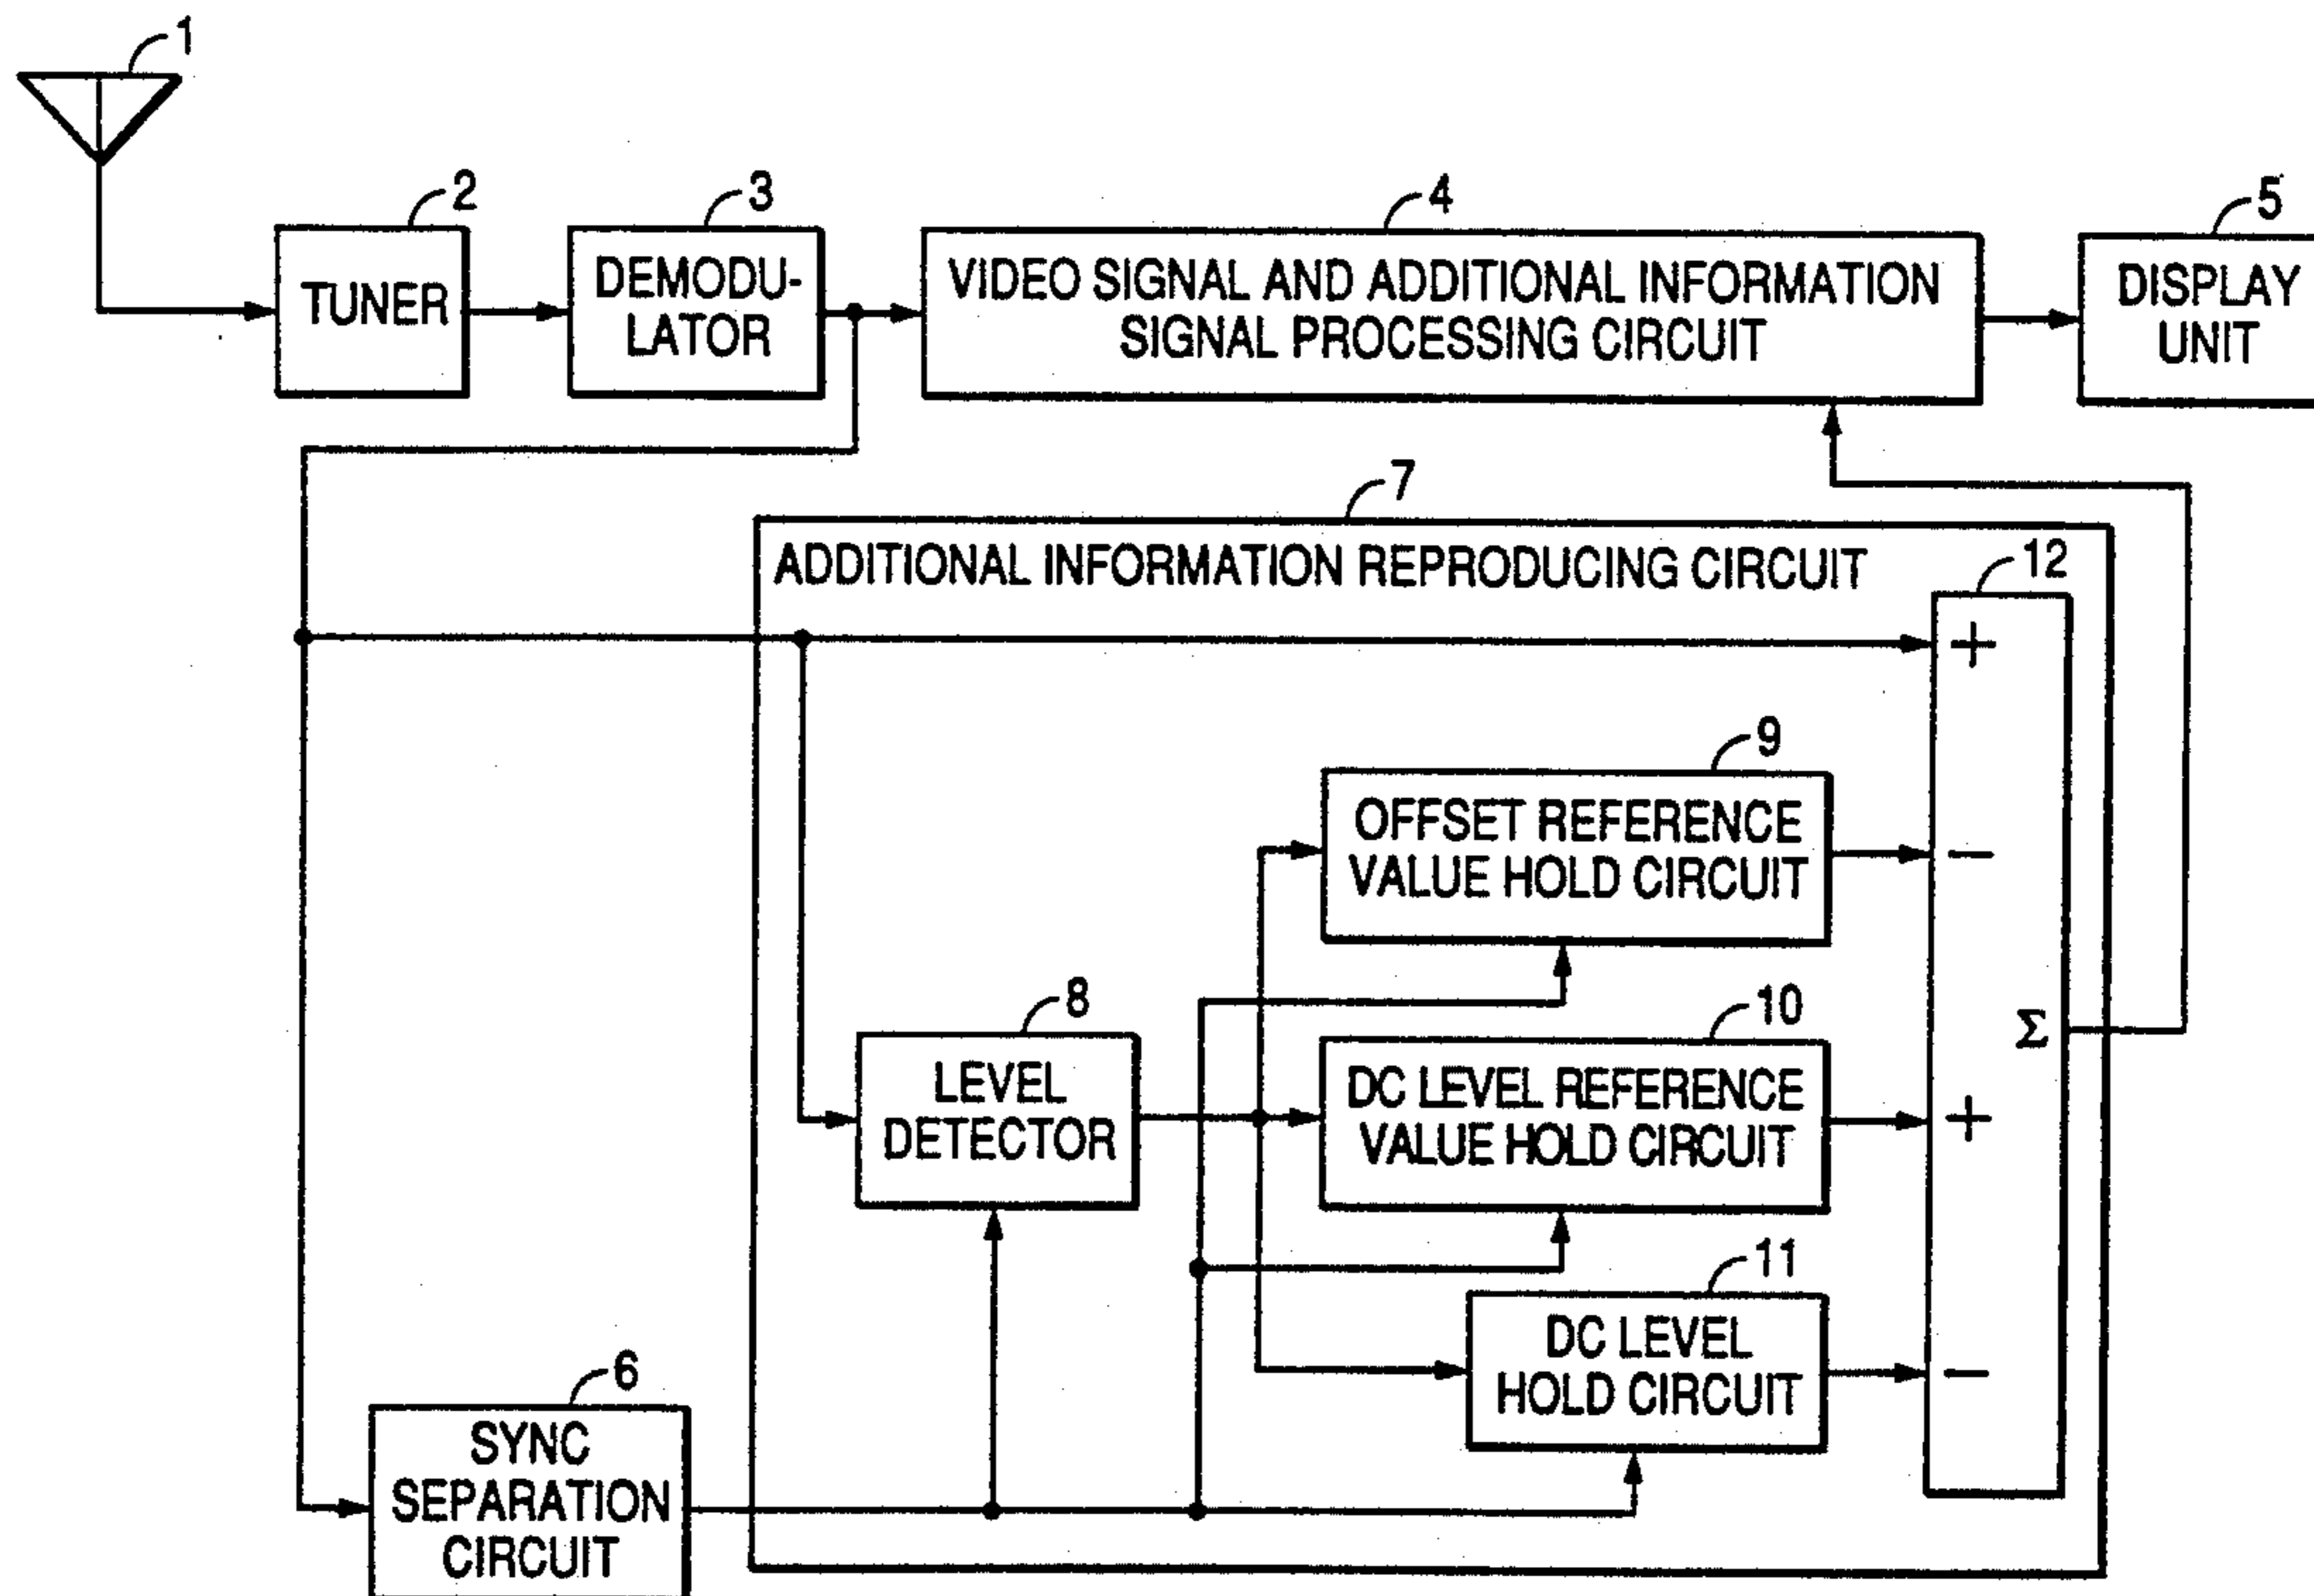 1
2
3
4
5
TUNER
DEMODU-
LATOR
VIDEO SIGNAL AND ADDITIONAL INFORMATION
SIGNAL PROCESSING CIRCUIT
DISPLAY
UNIT
7
ADDITIONAL INFORMATION REPRODUCING CIRCUIT
12
+
9
OFFSET REFERENCE
VALUE HOLD CIRCUIT
−
8
LEVEL
DETECTOR
10
DC LEVEL REFERENCE
VALUE HOLD CIRCUIT
Σ
+
11
DC LEVEL
HOLD CIRCUIT
−
6
SYNC
SEPARATION
CIRCUIT